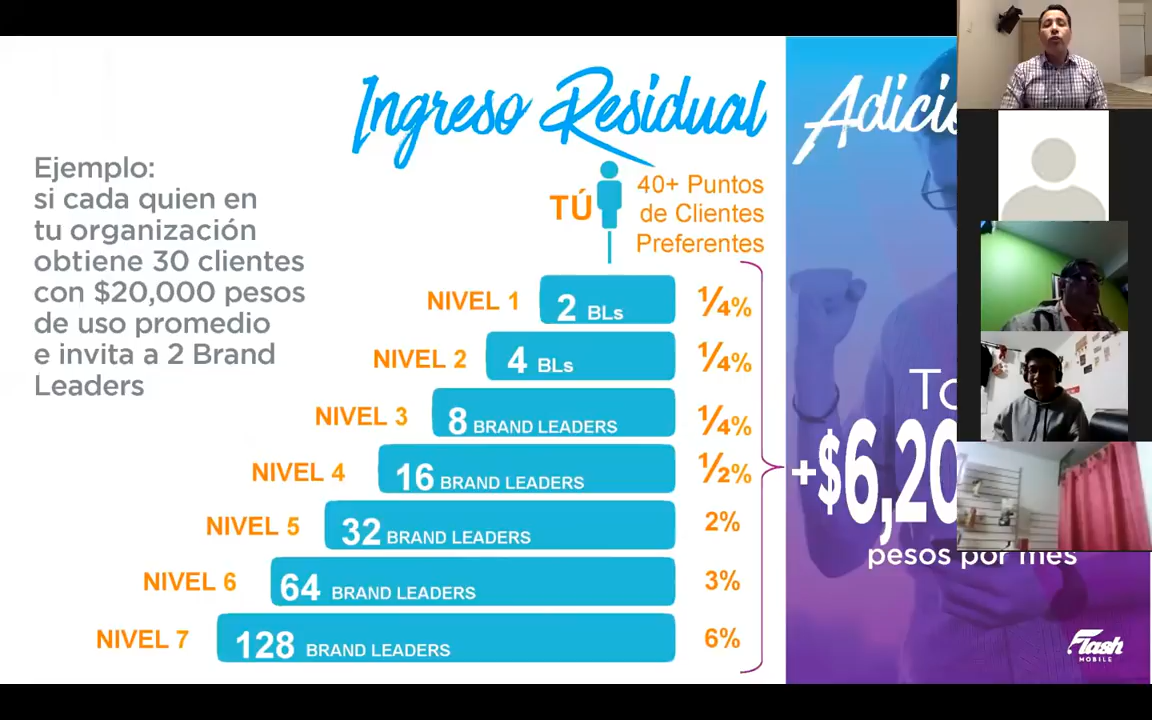 Ingreso Residual
Ejemplo:
si cada quien en
tu organización
obtiene 30 clientes
con $20,000 pesos
de uso promedio
e invita a 2 Brand
Leaders
TÚ
40+ Puntos
de Clientes
Preferentes
NIVEL 1 2 BLs ¼%
NIVEL 2 4 BLs ¼%
NIVEL 3 8 BRAND LEADERS ¼%
NIVEL 4 16 BRAND LEADERS ½%
NIVEL 5 32 BRAND LEADERS 2%
NIVEL 6 64 BRAND LEADERS 3%
NIVEL 7 128 BRAND LEADERS 6%
pesos por mes
Flash
MOBILE